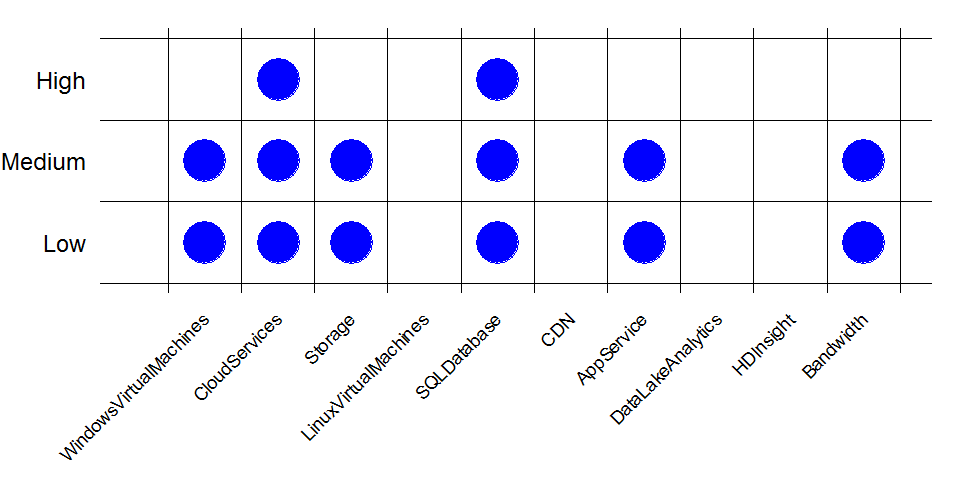 High
Medium
Low
WindowsVirtualMachines
CloudServices
Storage
LinuxVirtualMachines
SQLDatabase
CDN
AppService
DataLakeAnalytics
HDInsight
Bandwidth